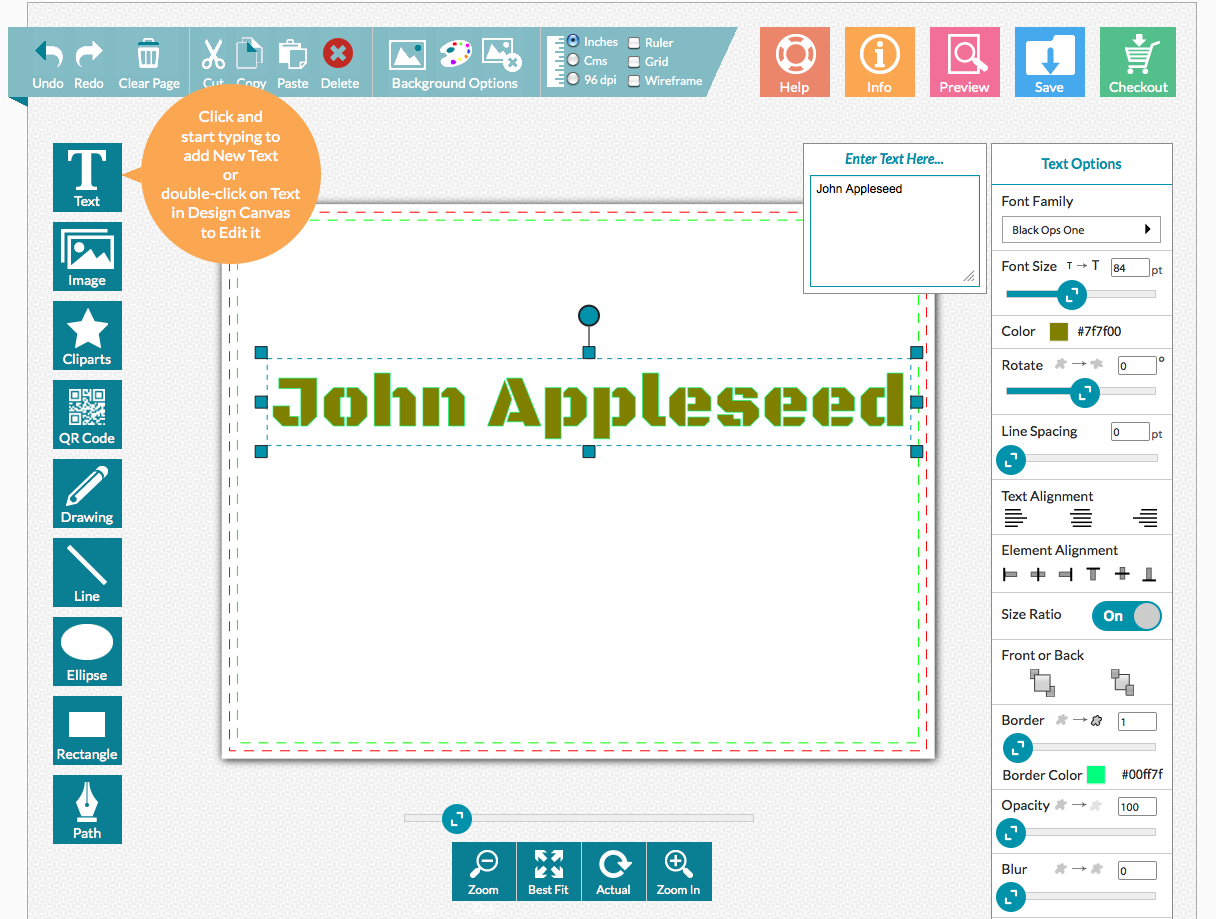 Undo Redo Clear Page Cut Copy Paste Delete Background Options
Inches
Cms
96 dpi
Ruler
Grid
Wireframe
Help
Info
Preview
Save
Checkout
Click and
start typing to
add New Text
or
double-click on Text
in Design Canvas
to Edit it
Text
Image
Cliparts
QR Code
Drawing
Line
Ellipse
Rectangle
Path
Enter Text Here...
John Appleseed
John Appleseed
Text Options
Font Family
Black Ops One
Font Size T → T 84 pt
Color #7f7f00
Rotate → 0 °
Line Spacing 0 pt
Text Alignment
Element Alignment
Size Ratio On
Front or Back
Border → 1
Border Color #00ff7f
Opacity → 100
Blur → 0
Zoom
Best Fit
Actual
Zoom In